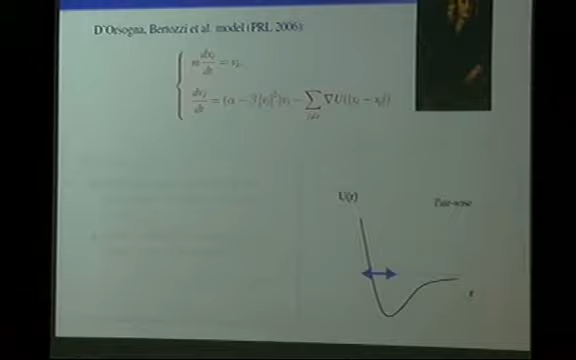 D'Orsogna, Bertozzi et al. model (PRL 2006):
m dx_i/dt = v_i,
dv_i/dt = (α − β |v_i|²)v_i − ∑_{j≠i} ∇U(|x_i − x_j|)
U(r)
Pair-wise
r